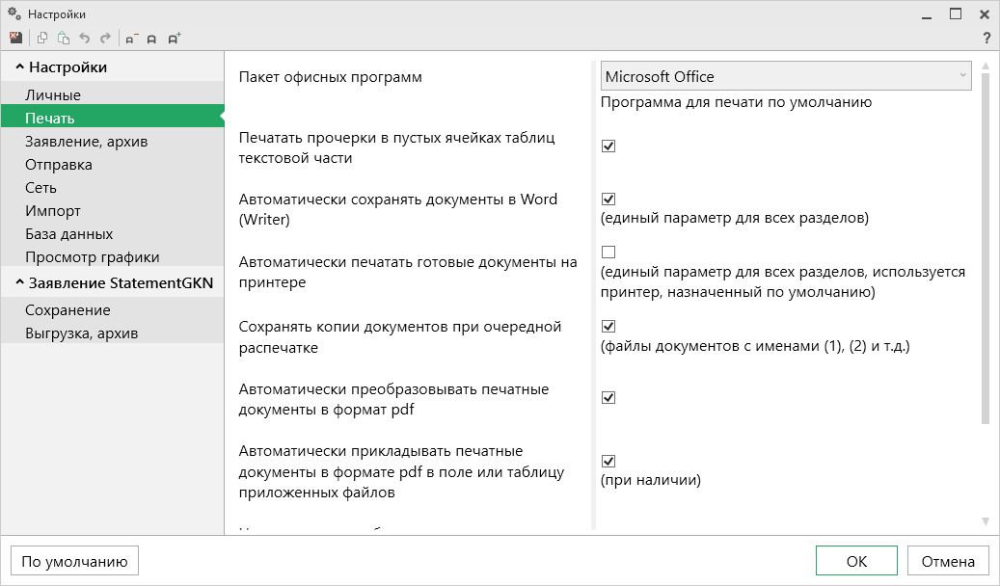 Настройки
?
Настройки
Личные
Печать
Заявление, архив
Отправка
Сеть
Импорт
База данных
Просмотр графики
Заявление StatementGKN
Сохранение
Выгрузка, архив
Пакет офисных программ
Microsoft Office
Программа для печати по умолчанию
Печатать прочерки в пустых ячейках таблиц
текстовой части
Автоматически сохранять документы в Word
(Writer)
(единый параметр для всех разделов)
Автоматически печатать готовые документы на
принтере
(единый параметр для всех разделов, используется
принтер, назначенный по умолчанию)
Сохранять копии документов при очередной
распечатке
(файлы документов с именами (1), (2) и т.д.)
Автоматически преобразовывать печатные
документы в формат pdf
Автоматически прикладывать печатные
документы в формате pdf в поле или таблицу
приложенных файлов
(при наличии)
По умолчанию
ОК
Отмена